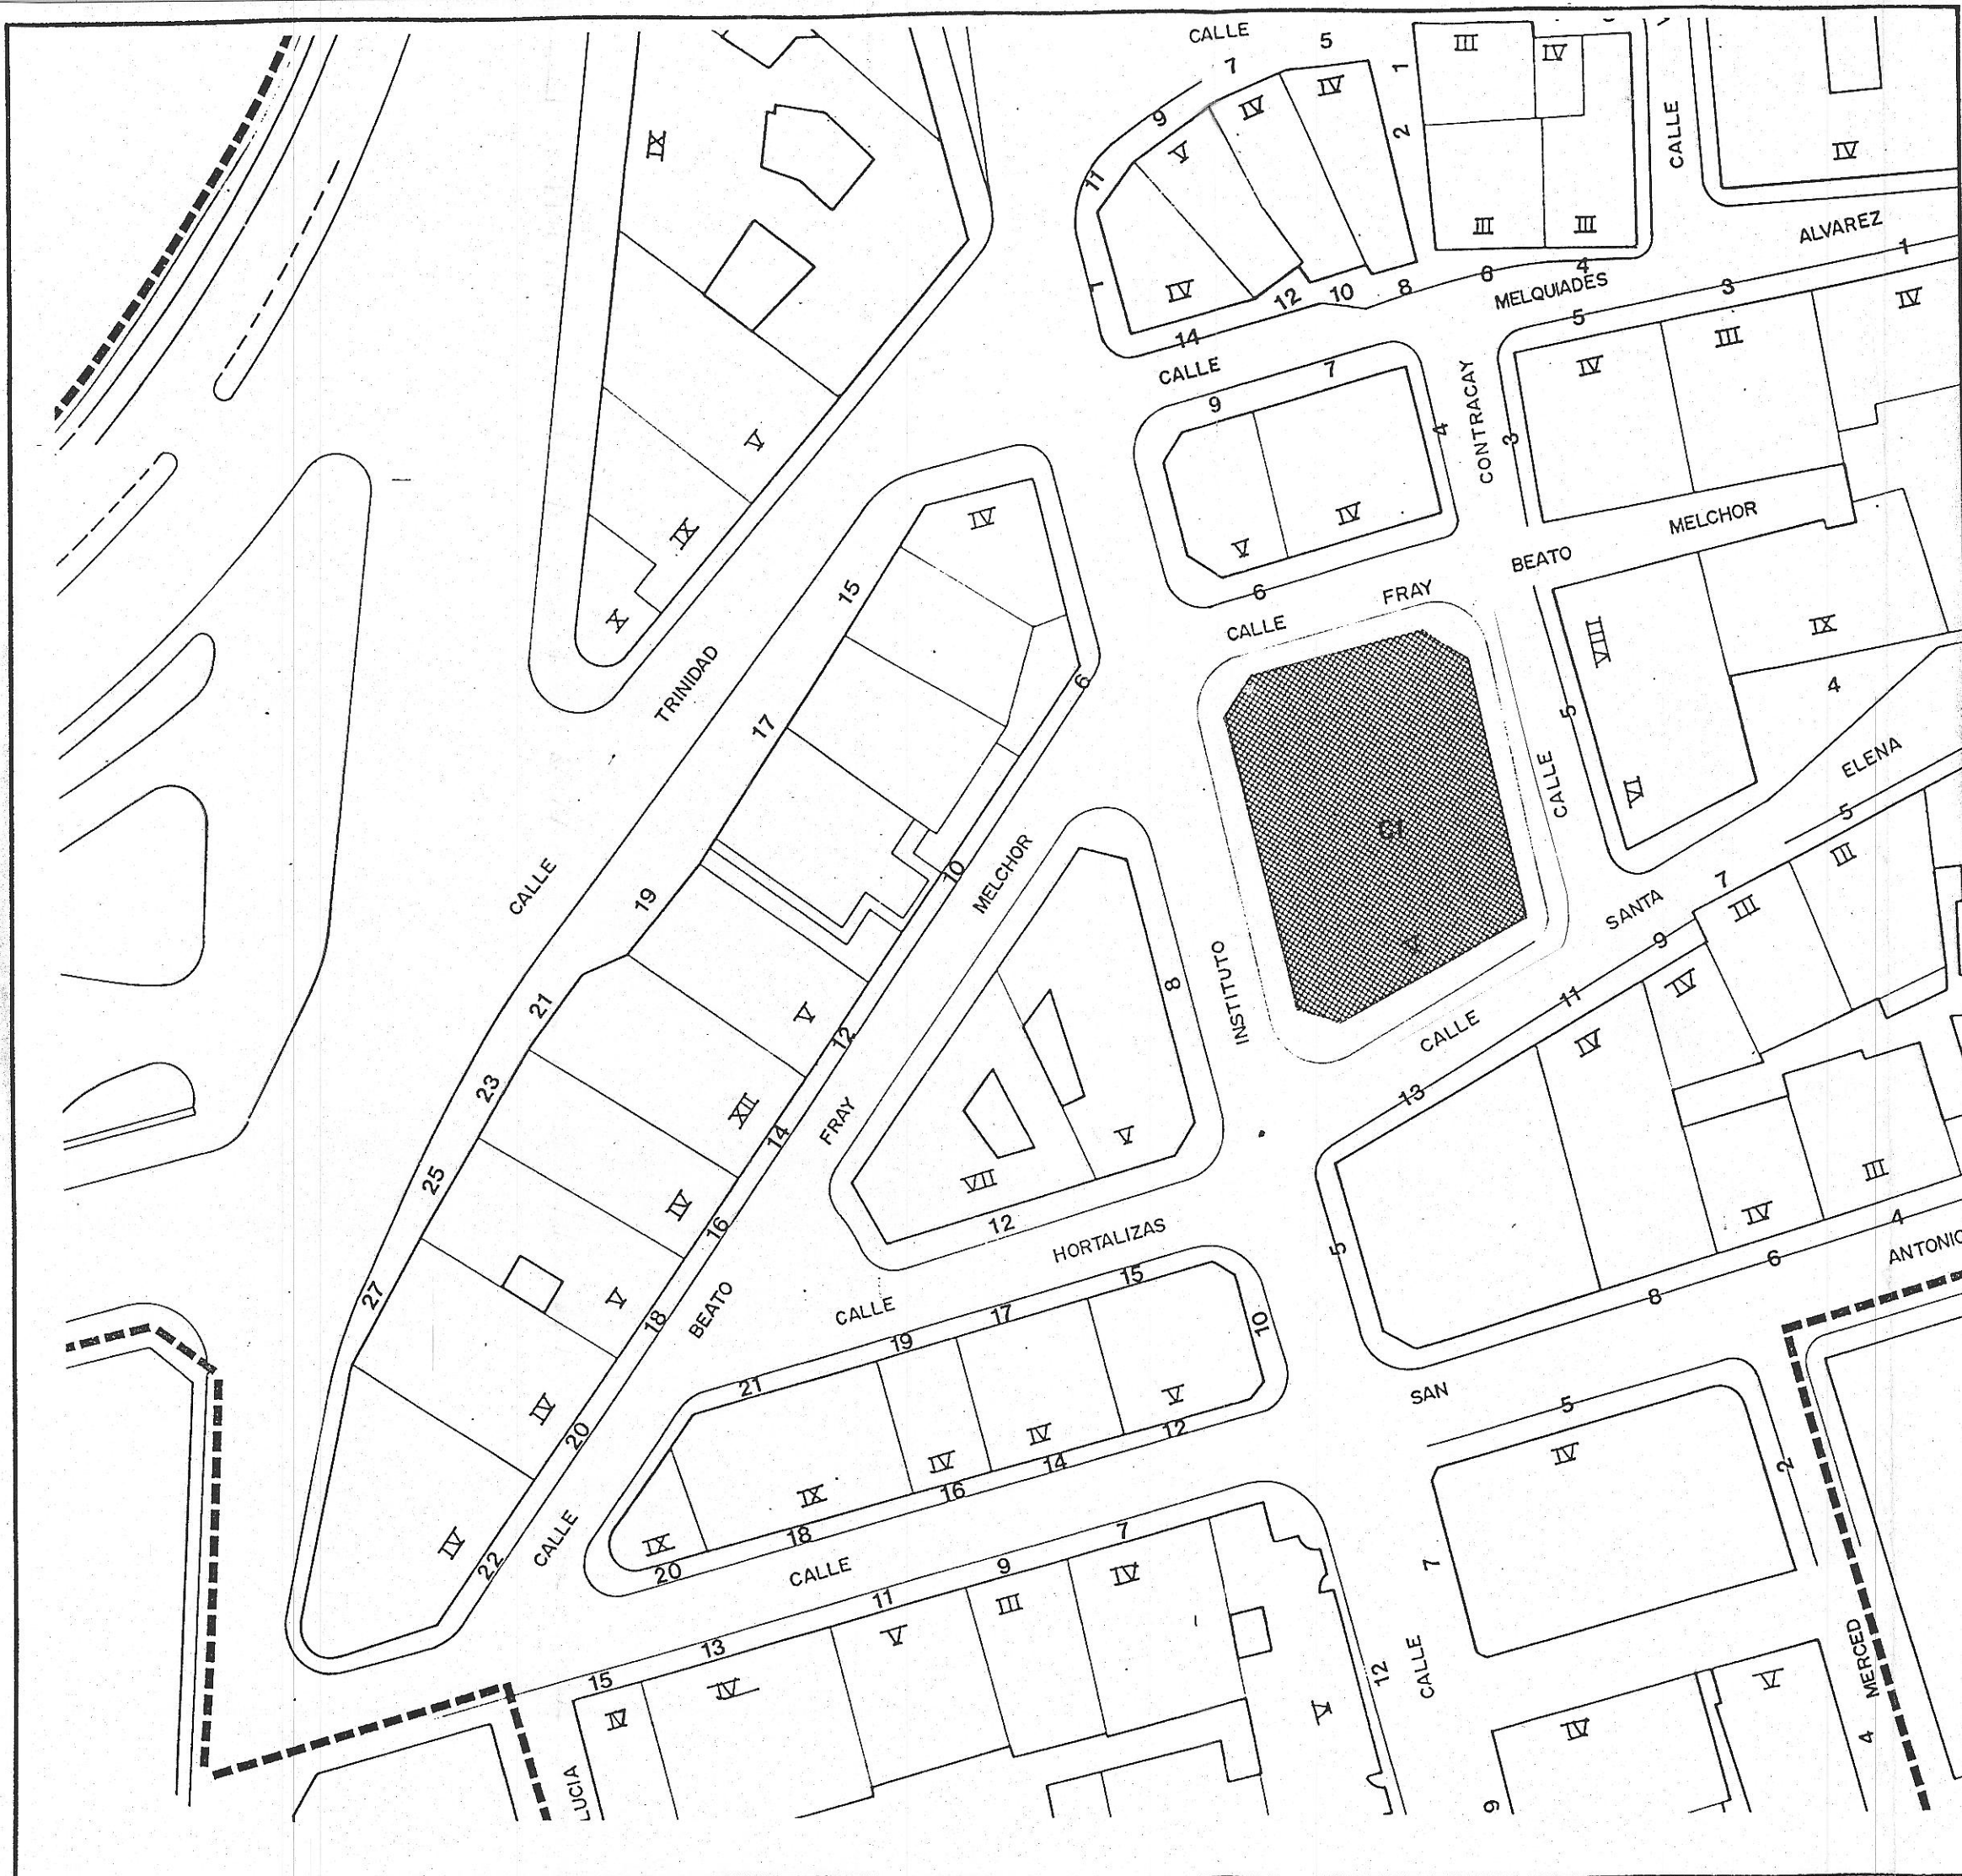 CALLE
5
7
9
11
1
1
2
III
IV
IV
IV
V
IV
IX
CALLE
IV
III
III
ALVAREZ
1
14
12
10
8
6
4
MELQUIADES
3
5
IV
III
IV
CALLE
9
7
4
CONTRACAY
3
V
IV
V
IX
X
IV
MELCHOR
BEATO
FRAY
CALLE
6
15
TRINIDAD
17
6
VIII
IX
4
5
VI
CALLE
ELENA
5
C1
V
CALLE
19
10
MELCHOR
21
V
12
8
INSTITUTO
SANTA
7
9
III
III
11
IV
IV
CALLE
13
23
XII
14
FRAY
V
VII
12
25
IV
16
HORTALIZAS
III
IV
4
6
8
ANTONIO
5
27
V
18
BEATO
CALLE
15
17
19
21
10
V
IV
IV
IX
IX
12
14
16
18
20
SAN
5
IV
2
IV
20
IV
22
CALLE
CALLE
7
9
11
13
15
IV
III
V
IV
IV
V
12
CALLE
7
IV
V
MERCED
4
9
LUCIA